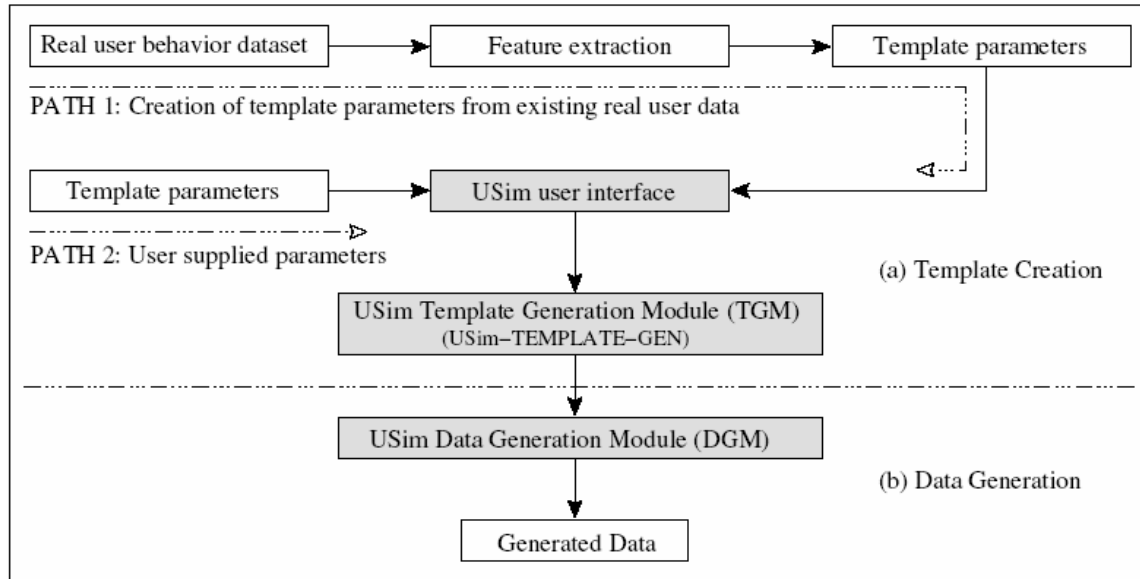 Real user behavior dataset
Feature extraction
Template parameters
PATH 1: Creation of template parameters from existing real user data
Template parameters
USim user interface
PATH 2: User supplied parameters
(a) Template Creation
USim Template Generation Module (TGM)
(USim−TEMPLATE−GEN)
USim Data Generation Module (DGM)
(b) Data Generation
Generated Data